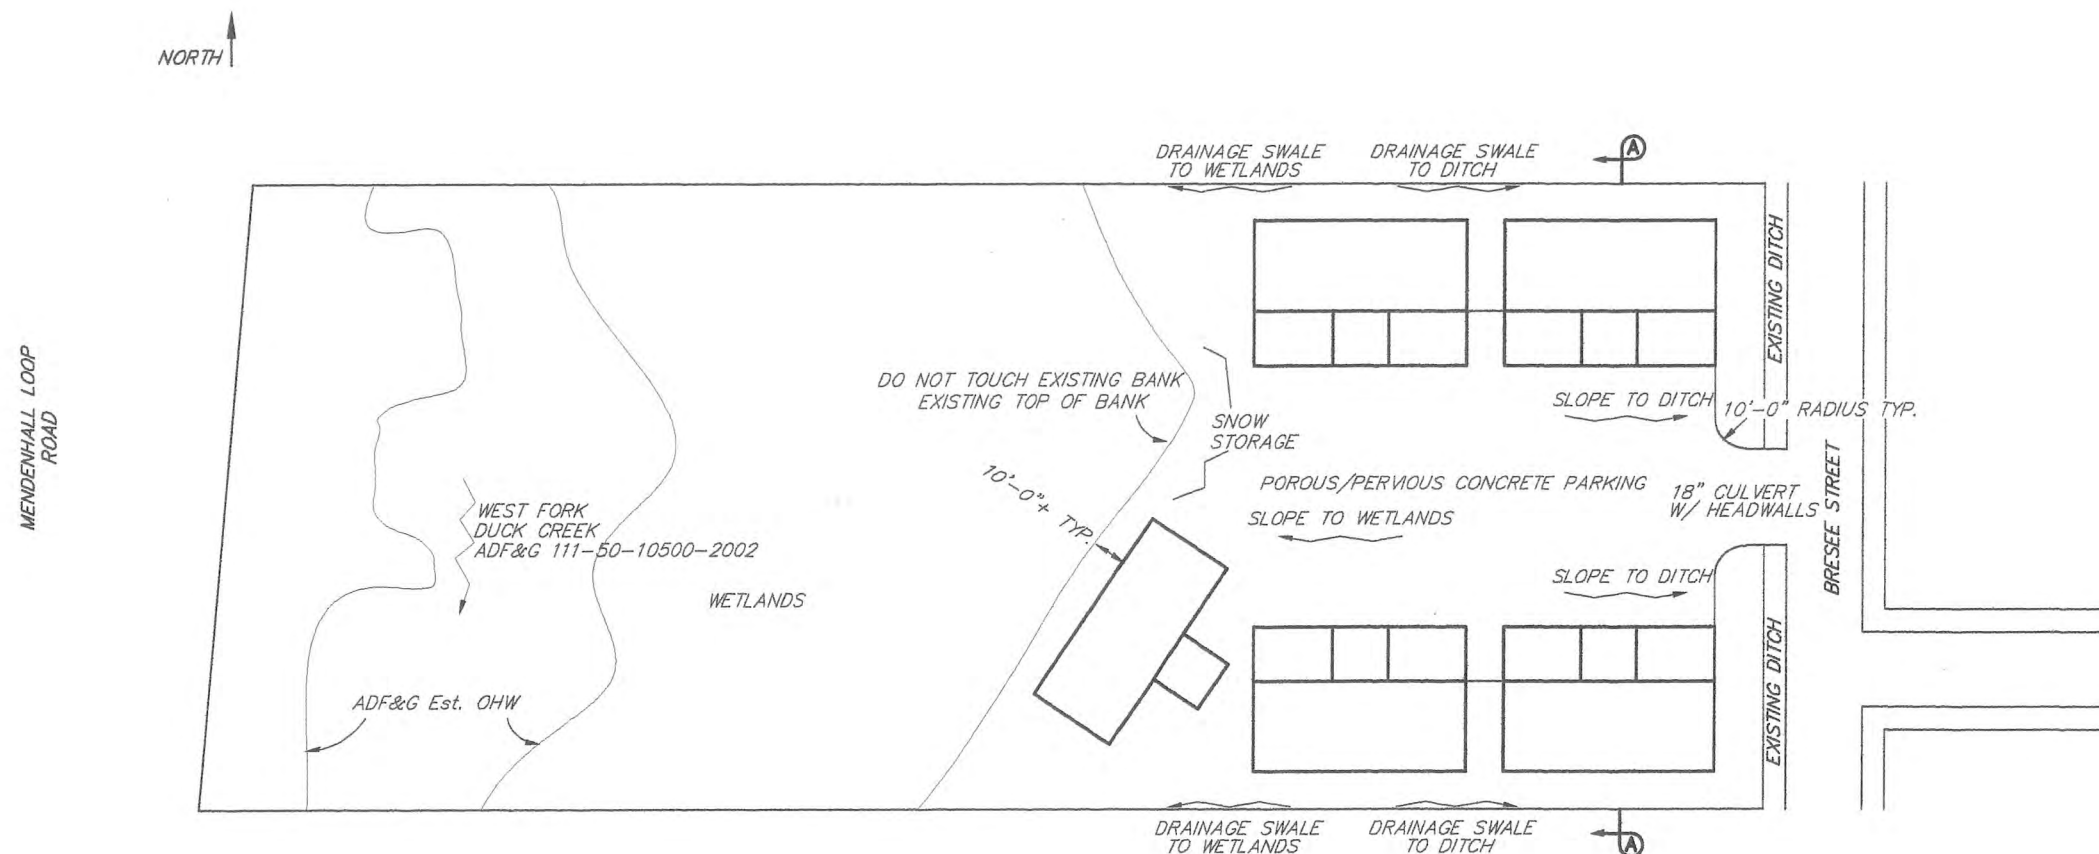 NORTH
DRAINAGE SWALE
TO WETLANDS
DRAINAGE SWALE
TO DITCH
A
MENDENHALL LOOP
ROAD
EXISTING DITCH
DO NOT TOUCH EXISTING BANK
EXISTING TOP OF BANK
SNOW
STORAGE
SLOPE TO DITCH
10'-0" RADIUS TYP.
10'-0"+ TYP.
POROUS/PERVIOUS CONCRETE PARKING
SLOPE TO WETLANDS
18" CULVERT
W/ HEADWALLS
BRESEE STREET
WEST FORK
DUCK CREEK
ADF&G 111-50-10500-2002
WETLANDS
SLOPE TO DITCH
ADF&G Est. OHW
EXISTING DITCH
DRAINAGE SWALE
TO WETLANDS
DRAINAGE SWALE
TO DITCH
A